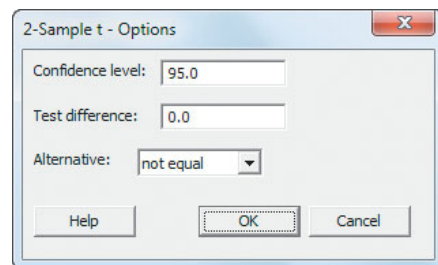 2-Sample t - Options
Confidence level: 95.0
Test difference: 0.0
Alternative: not equal
Help OK Cancel